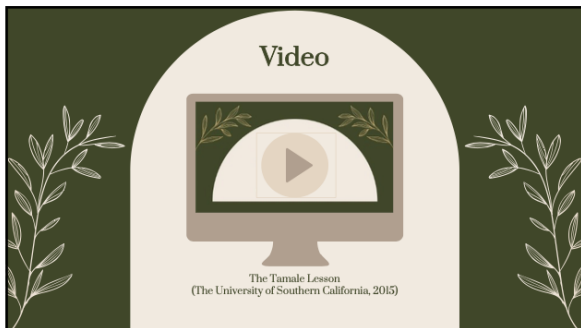 Video
The Tamale Lesson
(The University of Southern California, 2015)